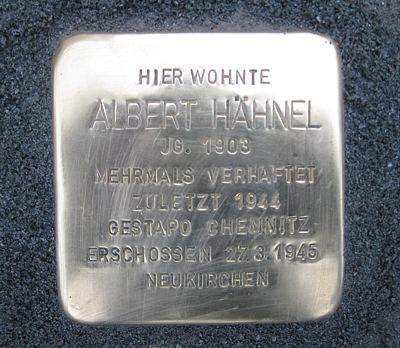 HIER WOHNTE
ALBERT HÄHNEL
JG. 1903
MEHRMALS VERHAFTET
ZULETZT 1944
GESTAPO CHEMNITZ
ERSCHOSSEN 27.3.1945
NEUKIRCHEN